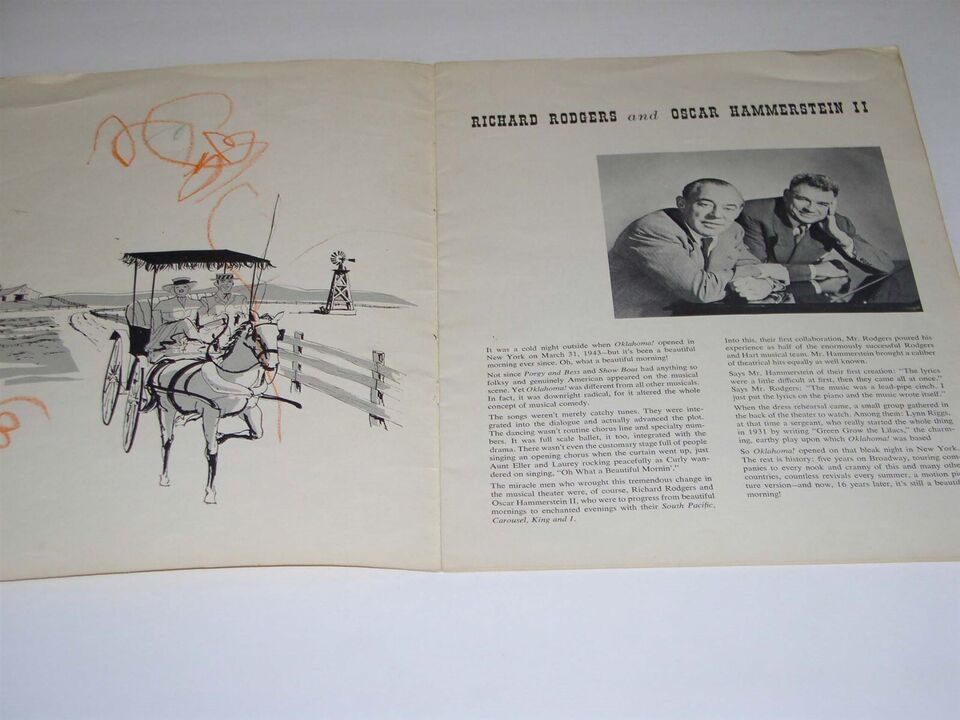 RICHARD RODGERS and OSCAR HAMMERSTEIN II
It was a cold night outside when Oklahoma! opened in
New York on March 31, 1943—but it's been a beautiful
morning ever since. Oh, what a beautiful morning!
Not since Porgy and Bess and Show Boat had anything so
folksy and genuinely American appeared on the musical
scene. Yet Oklahoma! was different from all other musicals.
In fact, it was downright radical, for it altered the whole
concept of musical comedy.
The songs weren't merely catchy tunes. They were inte-
grated into the dialogue and actually advanced the plot.
The dancing wasn't routine chorus line and specialty num-
bers. It was full scale ballet, it too, integrated with the
drama. There wasn't even the customary stage full of people
singing an opening chorus when the curtain went up, just
Aunt Eller and Laurey rocking peacefully as Curly wan-
dered on singing, "Oh What a Beautiful Mornin'."
The miracle men who wrought this tremendous change in
the musical theater were, of course, Richard Rodgers and
Oscar Hammerstein II, who were to progress from beautiful
mornings to enchanted evenings with their South Pacific,
Carousel, King and I.
Into this, their first collaboration, Mr. Rodgers poured his
experience as half of the enormously successful Rodgers
and Hart musical team. Mr. Hammerstein brought a caliber
of theatrical hits equally as well known.
Says Mr. Hammerstein of their first creation: "The lyrics
were a little difficult at first, then they came all at once."
Says Mr. Rodgers: "The music was a lead-pipe cinch. I
just put the lyrics on the piano and the music wrote itself."
When the dress rehearsal came, a small group gathered in
the back of the theater to watch. Among them: Lynn Riggs,
at that time a sergeant, who really started the whole thing
in 1931 by writing "Green Grow the Lilacs," the charm-
ing, earthy play upon which Oklahoma! was based
So Oklahoma! opened on that bleak night in New York.
The rest is history: five years on Broadway, touring com-
panies to every nook and cranny of this and many othe
countries, countless revivals every summer, a motion pi
ture version—and now, 16 years later, it's still a beautif
morning!